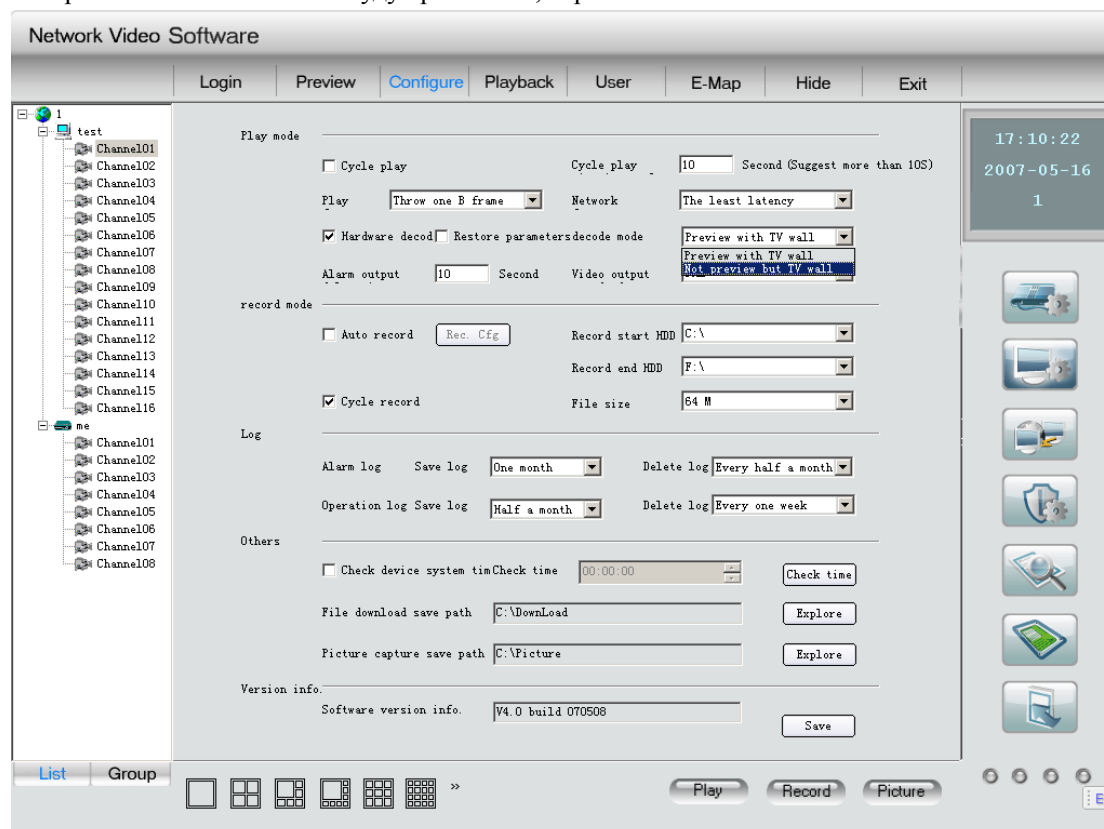 Network Video Software
Login Preview Configure Playback User E-Map Hide Exit
1
test
Channel01
Channel02
Channel03
Channel04
Channel05
Channel06
Channel07
Channel08
Channel09
Channel10
Channel11
Channel12
Channel13
Channel14
Channel15
Channel16
me
Channel01
Channel02
Channel03
Channel04
Channel05
Channel06
Channel07
Channel08
List Group
Play mode
Cycle play Cycle play 10 Second (Suggest more than 10S)
Play Throw one B frame Network The least latency
Hardware decod Restore parameters decode mode Preview with TV wall
Preview with TV wall
Not preview but TV wall
Alarm output 10 Second Video output
record mode
Auto record Rec. Cfg Record start HDD C:\
Record end HDD F:\
Cycle record File size 64 M
Log
Alarm log Save log One month Delete log Every half a month
Operation log Save log Half a month Delete log Every one week
Others
Check device system tim Check time 00:00:00 Check time
File download save path C:\DownLoad Explore
Picture capture save path C:\Picture Explore
Version info.
Software version info. V4.0 build 070508
Save
» Play Record Picture
17:10:22
2007-05-16
1
E